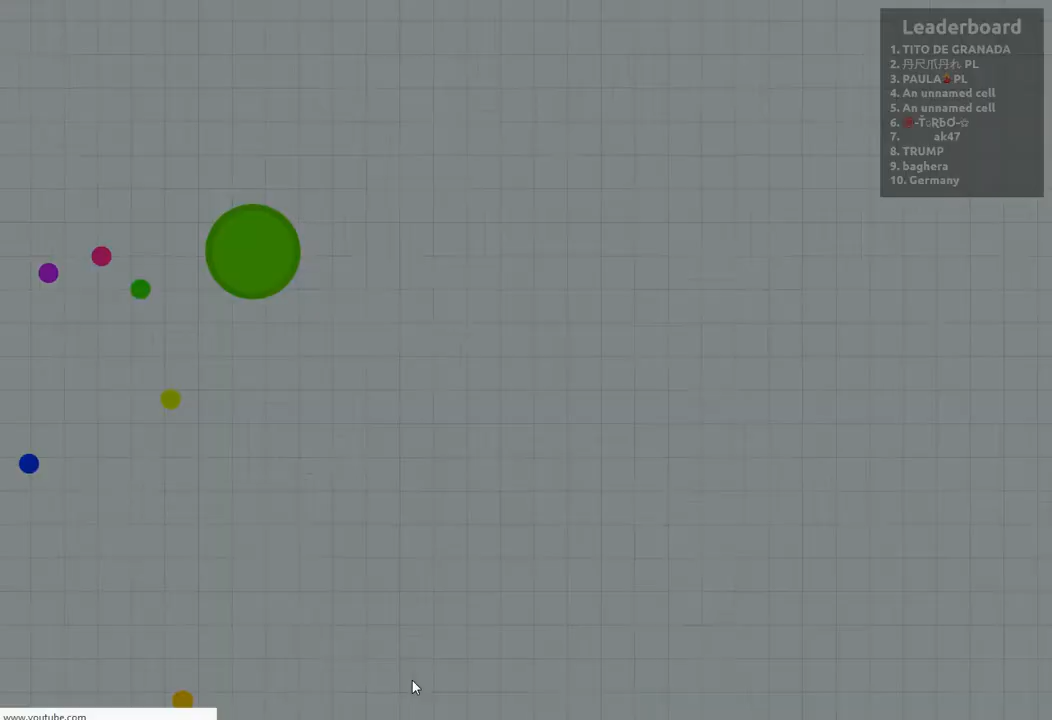 Leaderboard
1. TITO DE GRANADA
2. 丹尺爪丹れ PL
3. PAULA PL
4. An unnamed cell
5. An unnamed cell
6.
7. ak47
8. TRUMP
9. baghera
10. Germany
www.youtube.com